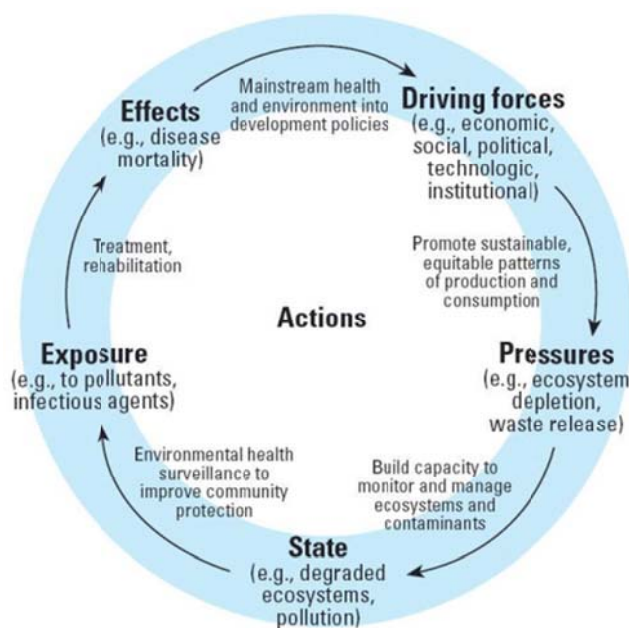 Effects
(e.g., disease
mortality)
Mainstream health
and environment into
development policies
Driving forces
(e.g., economic,
social, political,
technologic,
institutional)
Treatment,
rehabilitation
Promote sustainable,
equitable patterns
of production and
consumption
Actions
Exposure
(e.g., to pollutants,
infectious agents)
Pressures
(e.g., ecosystem
depletion,
waste release)
Environmental health
surveillance to
improve community
protection
Build capacity to
monitor and manage
ecosystems and
contaminants
State
(e.g., degraded
ecosystems,
pollution)